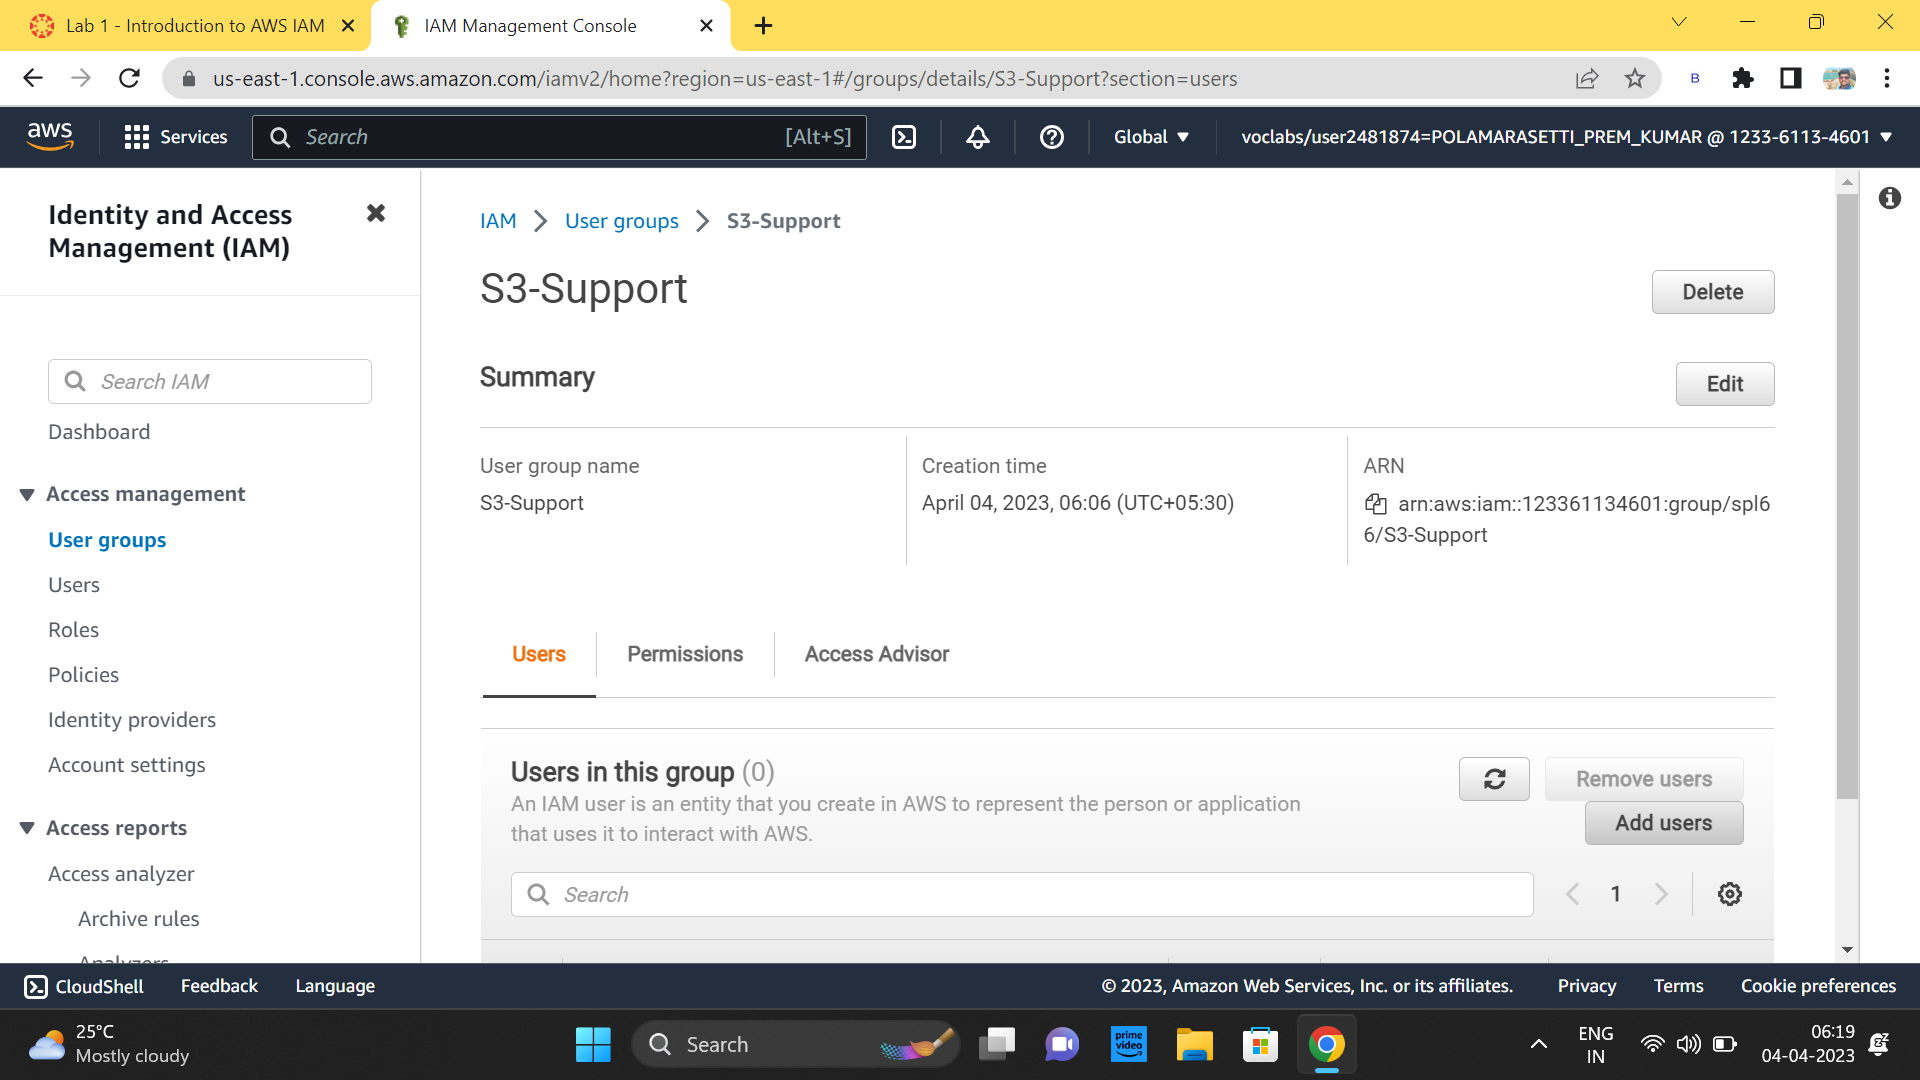 Lab 1 - Introduction to AWS IAM
IAM Management Console
us-east-1.console.aws.amazon.com/iamv2/home?region=us-east-1#/groups/details/S3-Support?section=users
B
aws
Services
Search
[Alt+S]
Global
voclabs/user2481874=POLAMARASETTI_PREM_KUMAR @ 1233-6113-4601
Identity and Access
Management (IAM)
Search IAM
Dashboard
Access management
User groups
Users
Roles
Policies
Identity providers
Account settings
Access reports
Access analyzer
Archive rules
Analyzers
IAM > User groups > S3-Support
S3-Support
Delete
Summary
Edit
User group name
S3-Support
Creation time
April 04, 2023, 06:06 (UTC+05:30)
ARN
arn:aws:iam::123361134601:group/spl6
6/S3-Support
Users
Permissions
Access Advisor
Users in this group (0)
An IAM user is an entity that you create in AWS to represent the person or application
that uses it to interact with AWS.
Remove users
Add users
Search
1
CloudShell
Feedback
Language
© 2023, Amazon Web Services, Inc. or its affiliates.
Privacy
Terms
Cookie preferences
25°C
Mostly cloudy
Search
prime
video
ENG
IN
06:19
04-04-2023